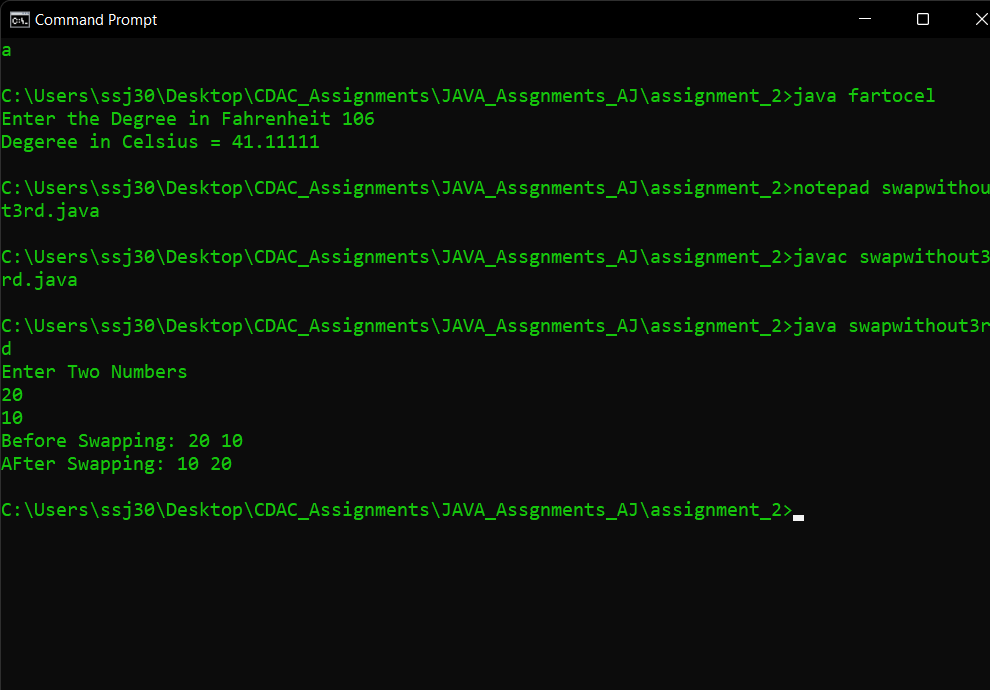 Command Prompt
a
C:\Users\ssj30\Desktop\CDAC_Assignments\JAVA_Assgnments_AJ\assignment_2>java fartocel
Enter the Degree in Fahrenheit 106
Degeree in Celsius = 41.11111
C:\Users\ssj30\Desktop\CDAC_Assignments\JAVA_Assgnments_AJ\assignment_2>notepad swapwithou
t3rd.java
C:\Users\ssj30\Desktop\CDAC_Assignments\JAVA_Assgnments_AJ\assignment_2>javac swapwithout3
rd.java
C:\Users\ssj30\Desktop\CDAC_Assignments\JAVA_Assgnments_AJ\assignment_2>java swapwithout3r
d
Enter Two Numbers
20
10
Before Swapping: 20 10
AFter Swapping: 10 20
C:\Users\ssj30\Desktop\CDAC_Assignments\JAVA_Assgnments_AJ\assignment_2>